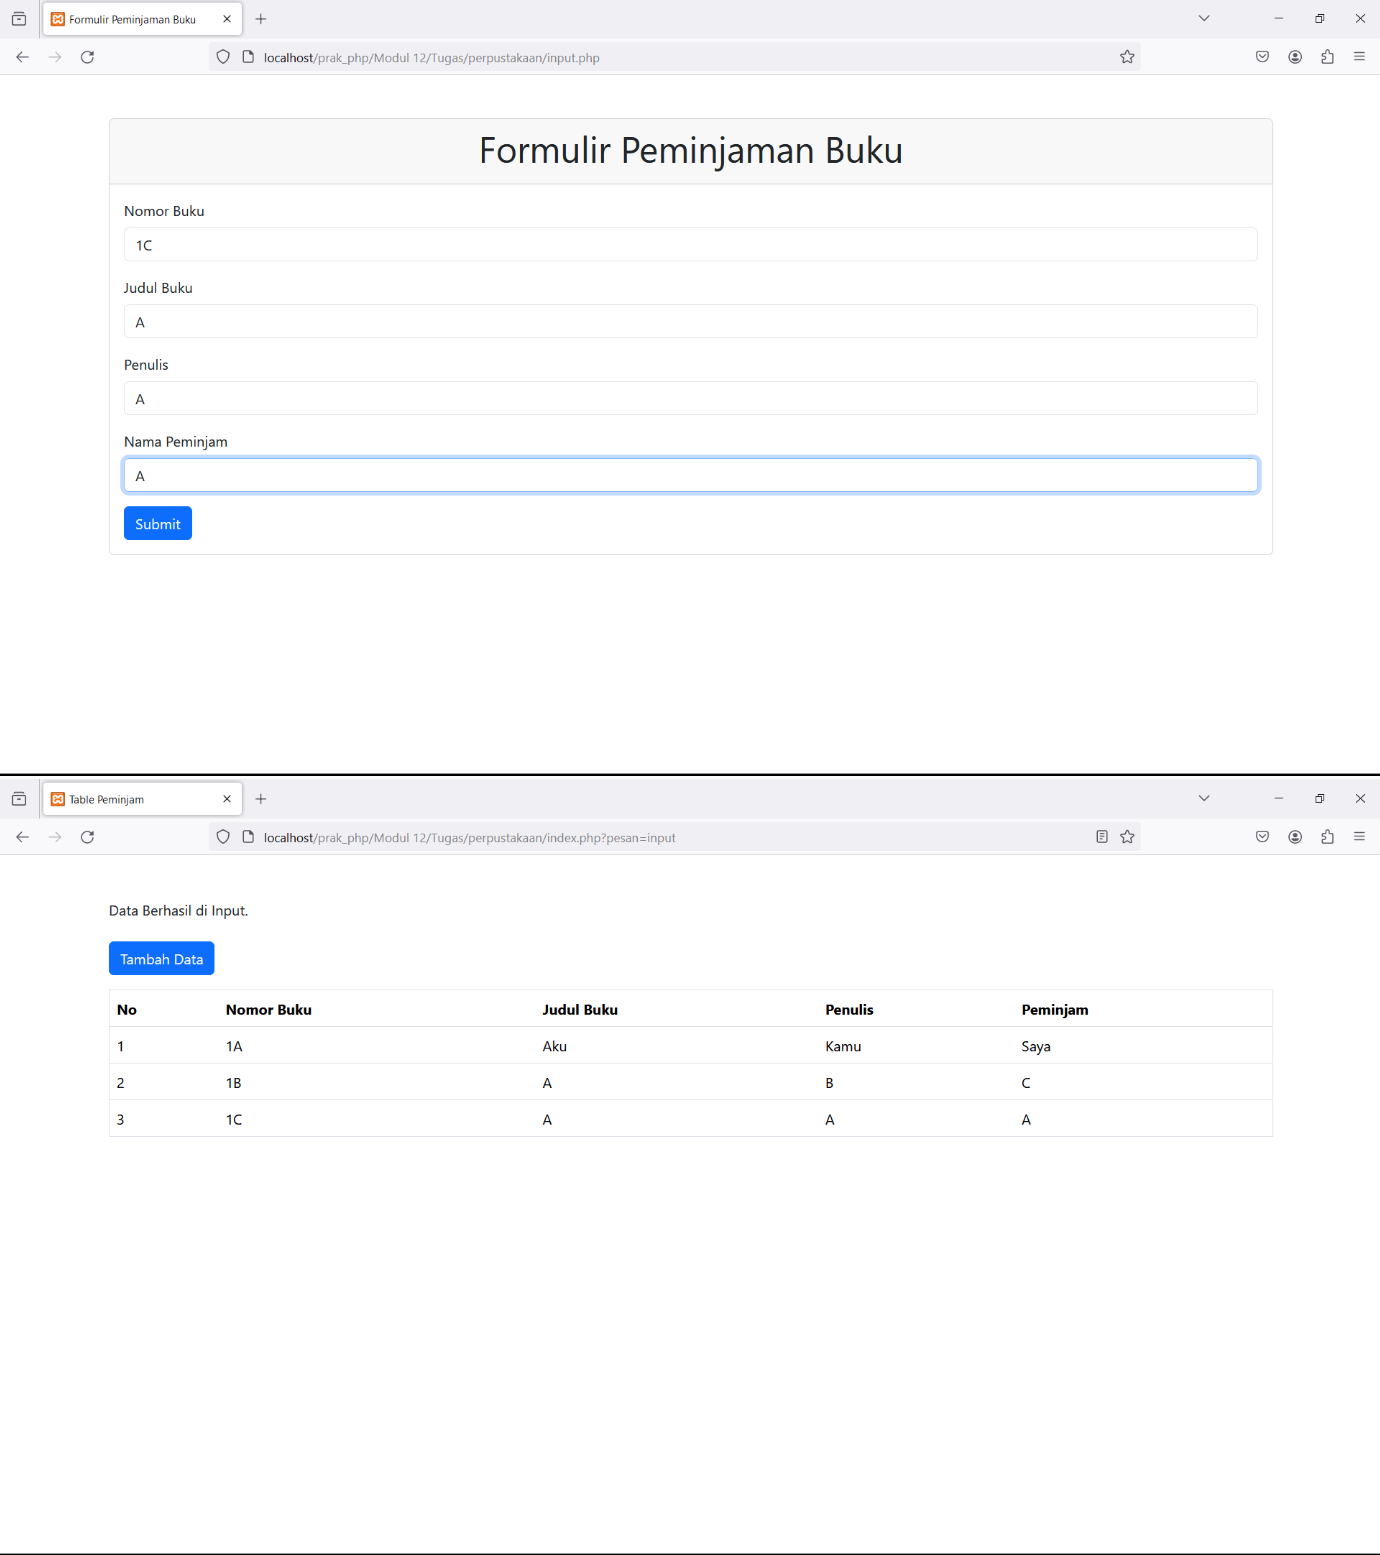 Formulir Peminjaman Buku
localhost/prak_php/Modul 12/Tugas/perpustakaan/input.php
Formulir Peminjaman Buku
Nomor Buku
1C
Judul Buku
A
Penulis
A
Nama Peminjam
A
Submit
Table Peminjam
localhost/prak_php/Modul 12/Tugas/perpustakaan/index.php?pesan=input
Data Berhasil di Input.
Tambah Data
No Nomor Buku Judul Buku Penulis Peminjam
1 1A Aku Kamu Saya
2 1B A B C
3 1C A A A